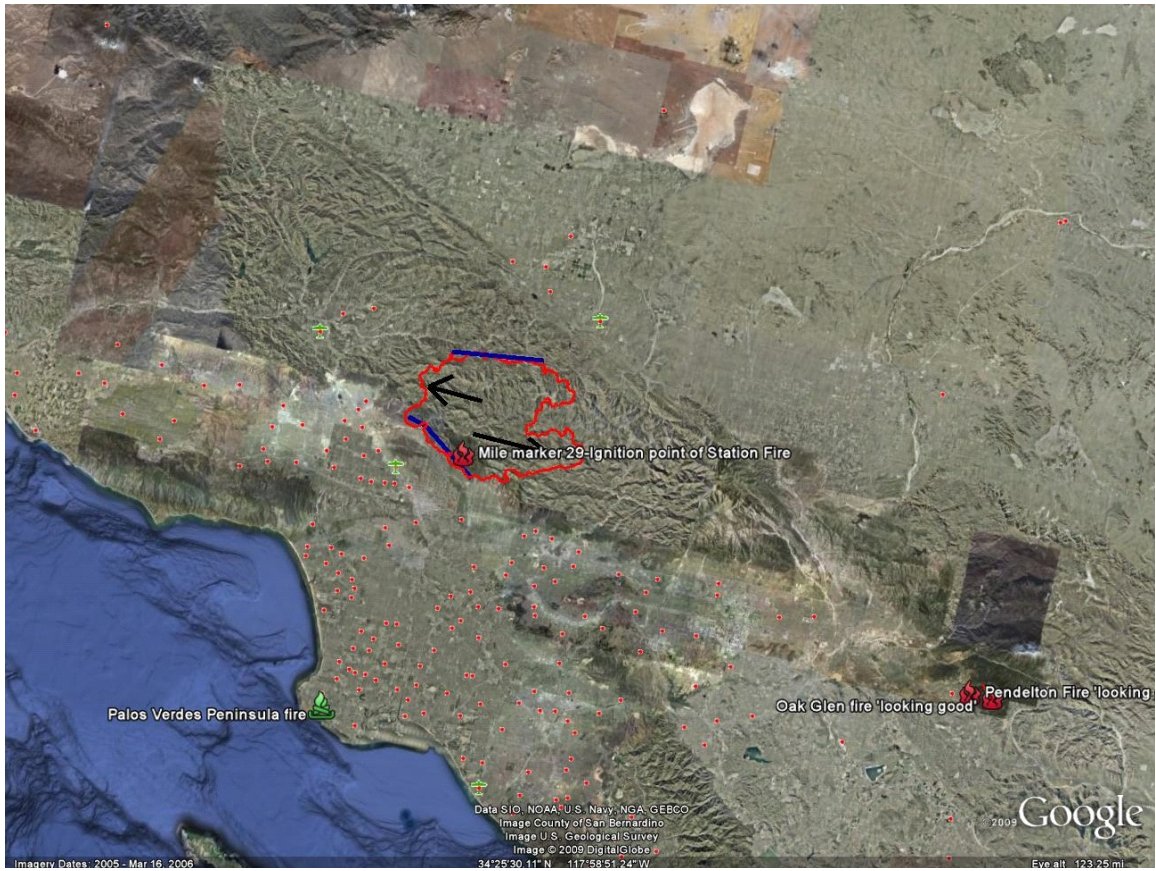 Mile marker 29-Ignition point of Station Fire
Pendelton Fire 'looking
Oak Glen fire 'looking good'
Palos Verdes Peninsula fire
Data SIO, NOAA, U.S. Navy, NGA, GEBCO
Image County of San Bernardino
Image U.S. Geological Survey
Image © 2009 DigitalGlobe
© 2009 Google
Imagery Dates: 2005 - Mar 16, 2006
34°25'30.11" N 117°58'51.24" W
Eye alt 123.25 mi